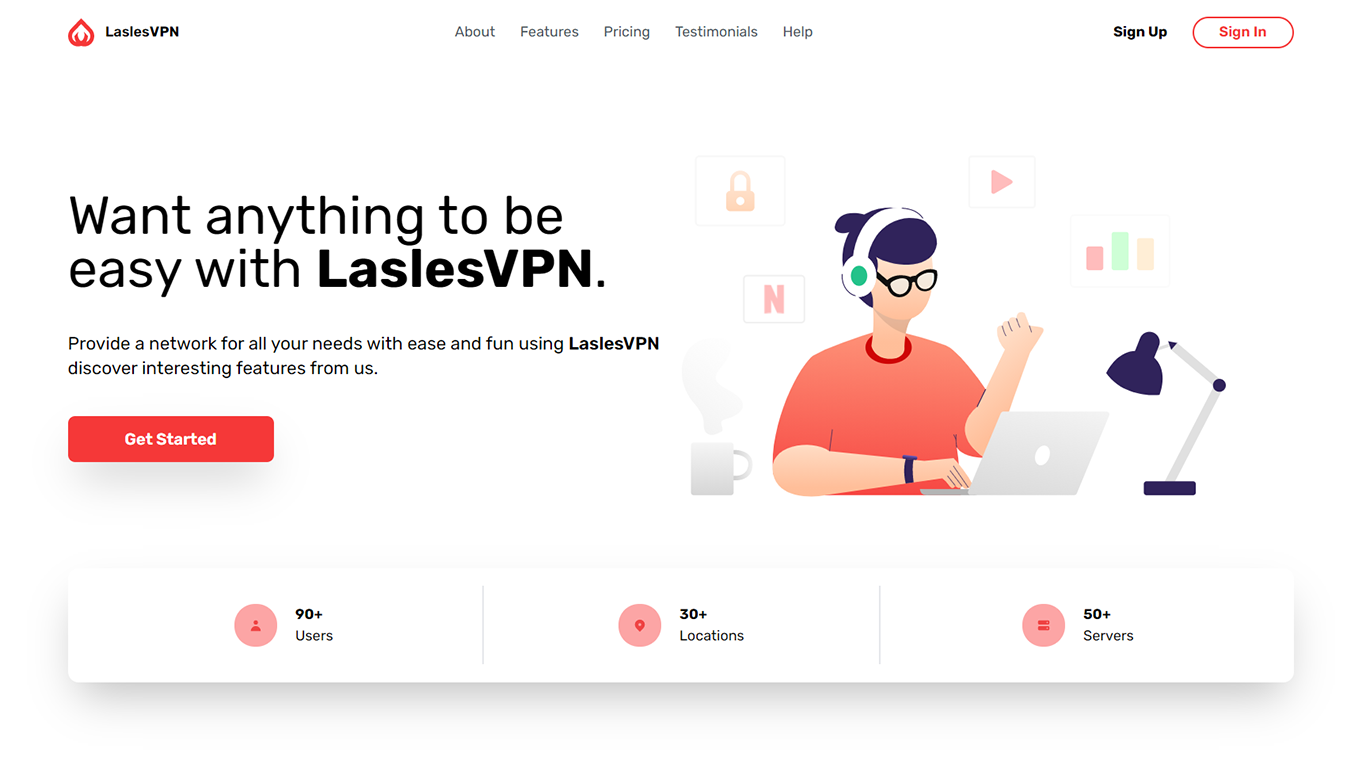 LaslesVPN
About
Features
Pricing
Testimonials
Help
Sign Up
Sign In
Want anything to be
easy with LaslesVPN.
Provide a network for all your needs with ease and fun using LaslesVPN
discover interesting features from us.
Get Started
N
90+
Users
30+
Locations
50+
Servers